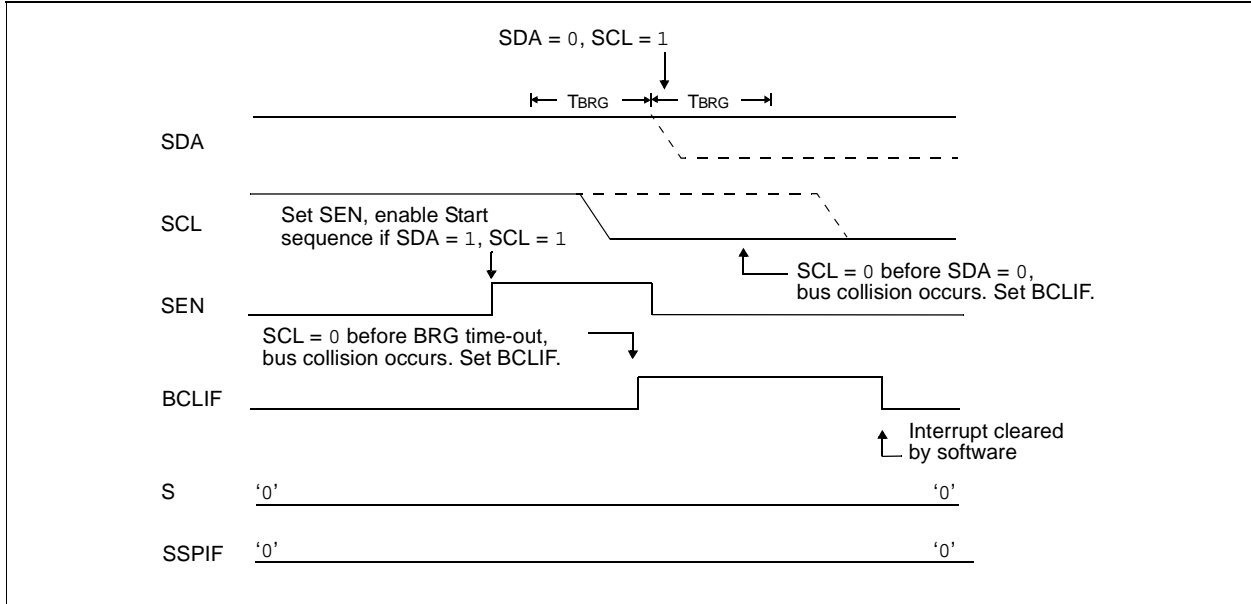 SDA = 0, SCL = 1
TBRG TBRG
SDA
SCL
Set SEN, enable Start
sequence if SDA = 1, SCL = 1
SCL = 0 before SDA = 0,
bus collision occurs. Set BCLIF.
SEN
SCL = 0 before BRG time-out,
bus collision occurs. Set BCLIF.
BCLIF
Interrupt cleared
by software
S ‘0’ ‘0’
SSPIF ‘0’ ‘0’